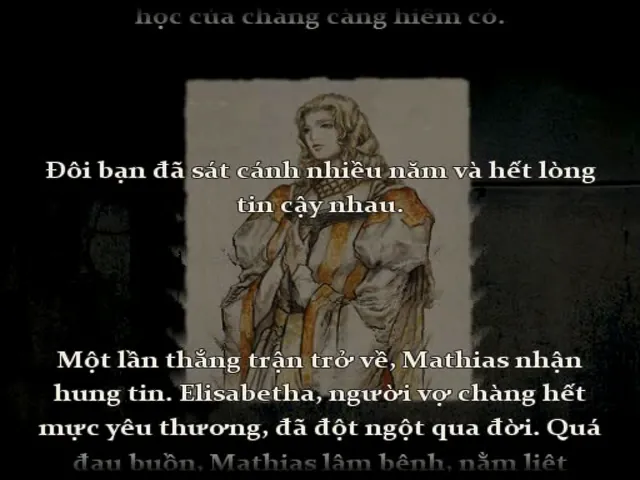 học của chàng càng hiếm có.
Đôi bạn đã sát cánh nhiều năm và hết lòng
tin cậy nhau.
Một lần thắng trận trở về, Mathias nhận
hung tin. Elisabetha, người vợ chàng hết
mực yêu thương, đã đột ngột qua đời. Quá
đau buồn, Mathias lâm bệnh, nằm liệt